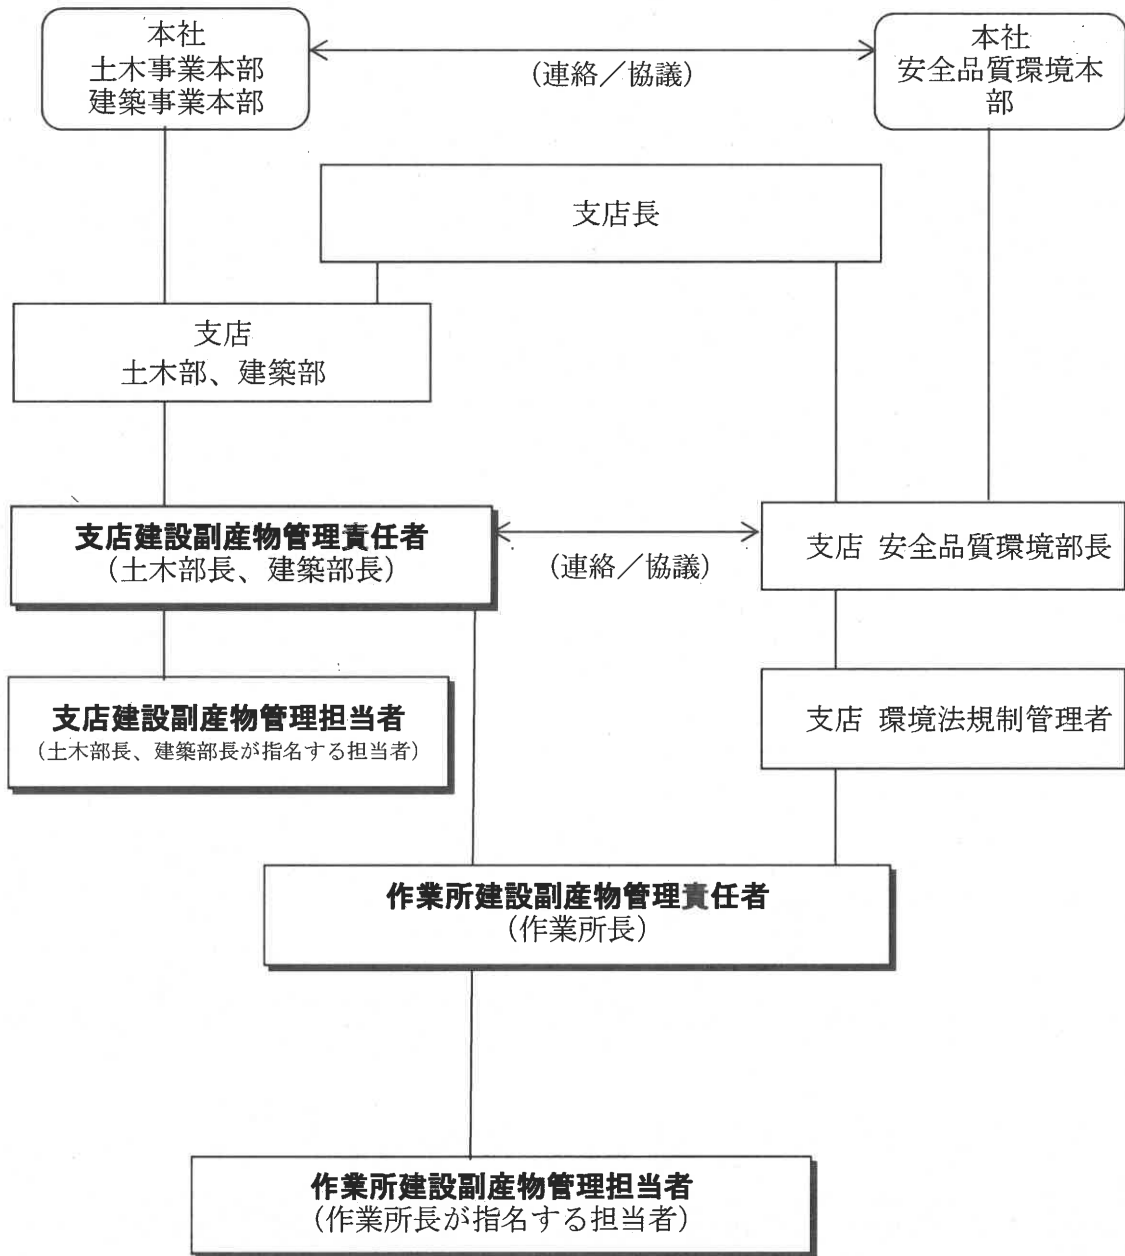 本社
土木事業本部
建築事業本部
(連絡／協議)
本社
安全品質環境本
部
支店長
支店
土木部、建築部
支店建設副産物管理責任者
(土木部長、建築部長)
(連絡／協議)
支店 安全品質環境部長
支店建設副産物管理担当者
(土木部長、建築部長が指名する担当者)
支店 環境法規制管理者
作業所建設副産物管理責任者
(作業所長)
作業所建設副産物管理担当者
(作業所長が指名する担当者)